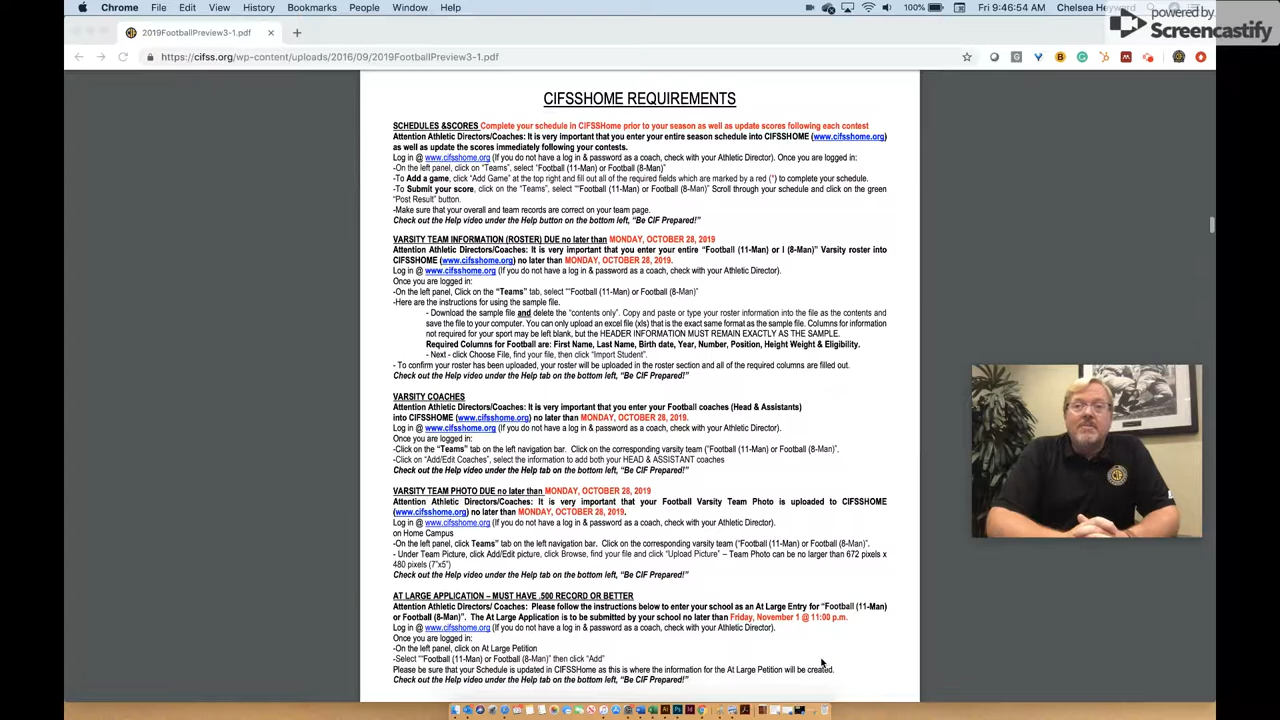 Chrome File Edit View History Bookmarks People Window Help 100% Fri 9:46:54 AM Chelsea Heyward
powered by
Screencastify
2019FootballPreview3-1.pdf
https://cifss.org/wp-content/uploads/2016/09/2019FootballPreview3-1.pdf
CIFSSHOME REQUIREMENTS
SCHEDULES &SCORES Complete your schedule in CIFSSHome prior to your season as well as update scores following each contest
Attention Athletic Directors/Coaches: It is very important that you enter your entire season schedule into CIFSSHOME (www.cifsshome.org)
as well as update the scores immediately following your contests.
Log in @ www.cifsshome.org (If you do not have a log in & password as a coach, check with your Athletic Director). Once you are logged in:
-On the left panel, click on "Teams", select "Football (11-Man) or Football (8-Man)"
-To Add a game, click "Add Game" at the top right and fill out all of the required fields which are marked by a red (*) to complete your schedule.
-To Submit your score, click on the "Teams", select ""Football (11-Man) or Football (8-Man)" Scroll through your schedule and click on the green
"Post Result" button.
-Make sure that your overall and team records are correct on your team page.
Check out the Help video under the Help button on the bottom left, "Be CIF Prepared!"
VARSITY TEAM INFORMATION (ROSTER) DUE no later than MONDAY, OCTOBER 28, 2019
Attention Athletic Directors/Coaches: It is very important that you enter your entire "Football (11-Man) or l (8-Man)" Varsity roster into
CIFSSHOME (www.cifsshome.org) no later than MONDAY, OCTOBER 28, 2019.
Log in @ www.cifsshome.org (If you do not have a log in & password as a coach, check with your Athletic Director).
Once you are logged in:
-On the left panel, Click on the "Teams" tab, select ""Football (11-Man) or Football (8-Man)"
-Here are the instructions for using the sample file.
- Download the sample file and delete the "contents only". Copy and paste or type your roster information into the file as the contents and
save the file to your computer. You can only upload an excel file (xls) that is the exact same format as the sample file. Columns for information
not required for your sport may be left blank, but the HEADER INFORMATION MUST REMAIN EXACTLY AS THE SAMPLE.
Required Columns for Football are: First Name, Last Name, Birth date, Year, Number, Position, Height Weight & Eligibility.
- Next - click Choose File, find your file, then click "Import Student".
- To confirm your roster has been uploaded, your roster will be uploaded in the roster section and all of the required columns are filled out.
Check out the Help video under the Help tab on the bottom left, "Be CIF Prepared!"
VARSITY COACHES
Attention Athletic Directors/Coaches: It is very important that you enter your Football coaches (Head & Assistants)
into CIFSSHOME (www.cifsshome.org) no later than MONDAY, OCTOBER 28, 2019.
Log in @ www.cifsshome.org (If you do not have a log in & password as a coach, check with your Athletic Director).
Once you are logged in:
-Click on the "Teams" tab on the left navigation bar. Click on the corresponding varsity team ("Football (11-Man) or Football (8-Man)".
-Click on "Add/Edit Coaches", select the information to add both your HEAD & ASSISTANT coaches
Check out the Help video under the Help tab on the bottom left, "Be CIF Prepared!"
VARSITY TEAM PHOTO DUE no later than MONDAY, OCTOBER 28, 2019
Attention Athletic Directors/Coaches: It is very important that your Football Varsity Team Photo is uploaded to CIFSSHOME
(www.cifsshome.org) no later than MONDAY, OCTOBER 28, 2019.
Log in @ www.cifsshome.org (If you do not have a log in & password as a coach, check with your Athletic Director).
on Home Campus
-On the left panel, click Teams" tab on the left navigation bar. Click on the corresponding varsity team ("Football (11-Man) or Football (8-Man)".
- Under Team Picture, click Add/Edit picture, click Browse, find your file and click "Upload Picture" – Team Photo can be no larger than 672 pixels x
480 pixels (7"x5")
Check out the Help video under the Help tab on the bottom left, "Be CIF Prepared!"
AT LARGE APPLICATION – MUST HAVE .500 RECORD OR BETTER
Attention Athletic Directors/ Coaches: Please follow the instructions below to enter your school as an At Large Entry for "Football (11-Man)
or Football (8-Man)". The At Large Application is to be submitted by your school no later than Friday, November 1 @ 11:00 p.m.
Log in @ www.cifsshome.org (If you do not have a log in & password as a coach, check with your Athletic Director).
Once you are logged in:
-On the left panel, click on At Large Petition
-Select ""Football (11-Man) or Football (8-Man)" then click "Add"
Please be sure that your Schedule is updated in CIFSSHome as this is where the information for the At Large Petition will be created.
Check out the Help video under the Help tab on the bottom left, "Be CIF Prepared!"